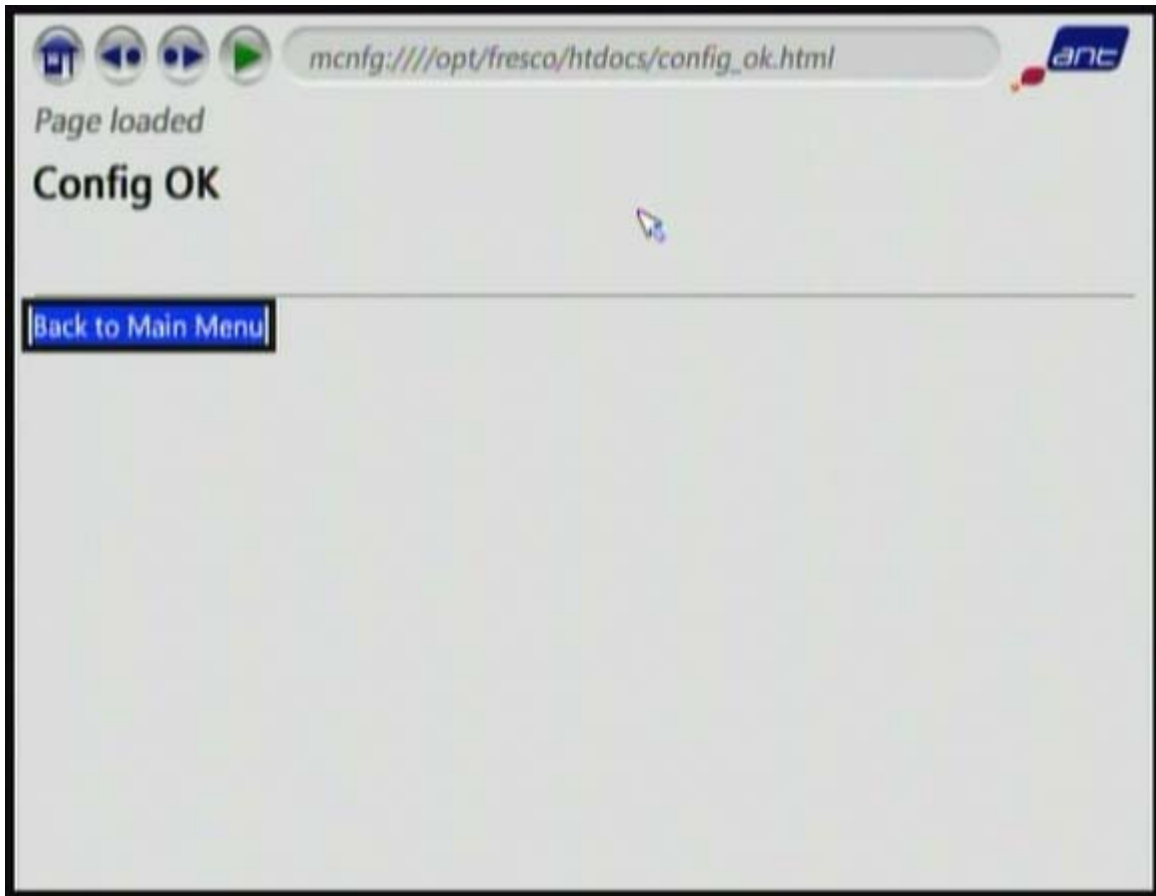 mcnfg:////opt/fresco/htdocs/config_ok.html
ant
Page loaded
Config OK
Back to Main Menu